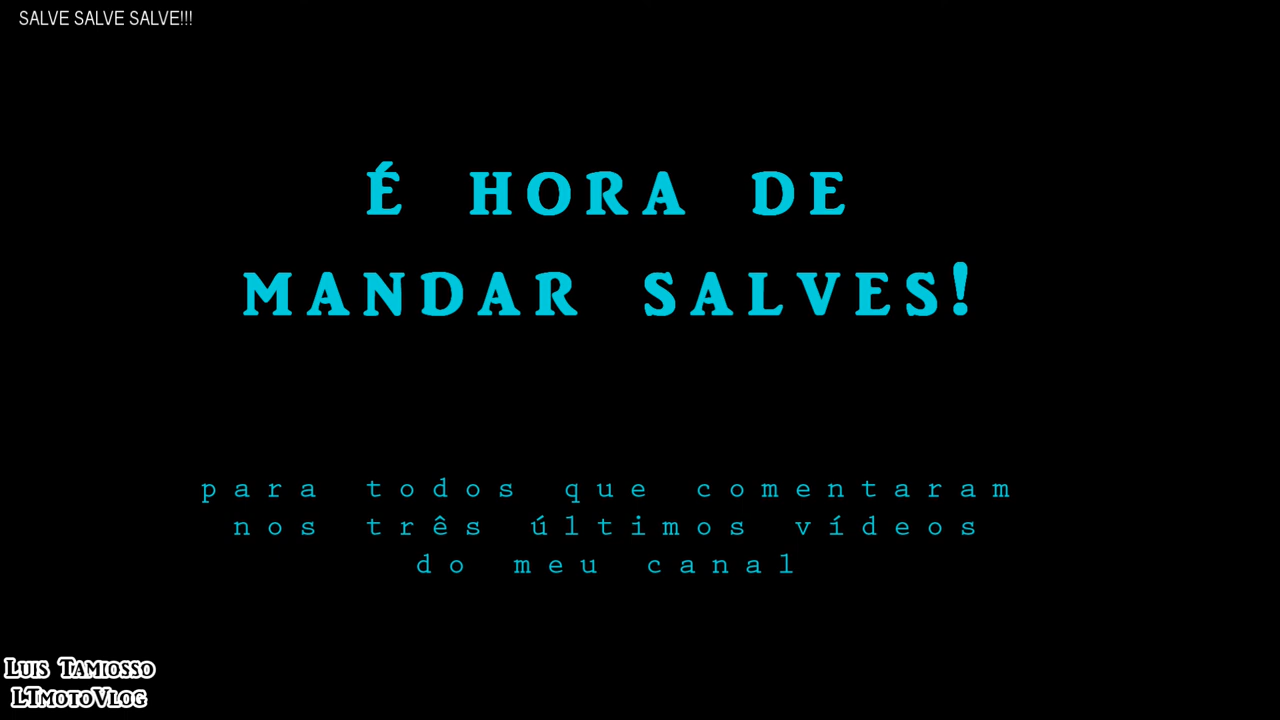 SALVE SALVE SALVE!!!
É HORA DE
MANDAR SALVES!
para todos que comentaram
nos três últimos vídeos
do meu canal
Luis Tamiosso
LTmotoVlog